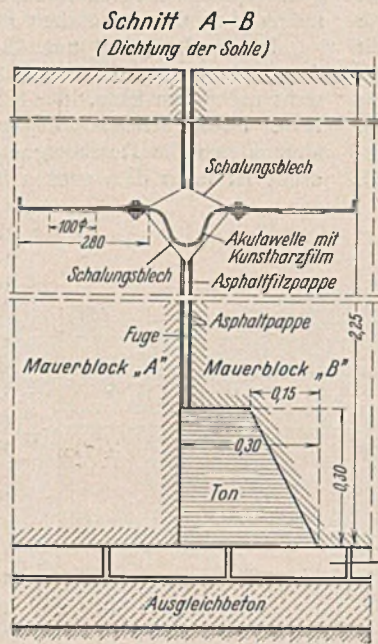 Schnitt A-B
(Dichtung der Sohle)
Schalungsblech
100
280
Akutawelle mit
Kunstharzfilm
Schalungsblech
Asphaltfilzpappe
Asphaltpappe
Fuge
2,25
Mauerblock „A"
Mauerblock „B"
0,15
0,30
0,30
Ton
Ausgleichbeton